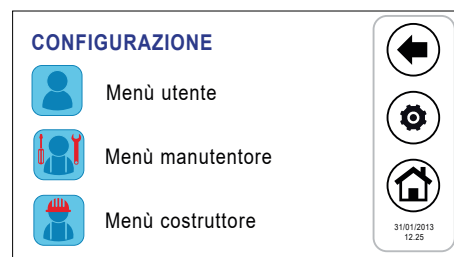 CONFIGURAZIONE
Menù utente
Menù manutentore
Menù costruttore
31/01/2013
12.25